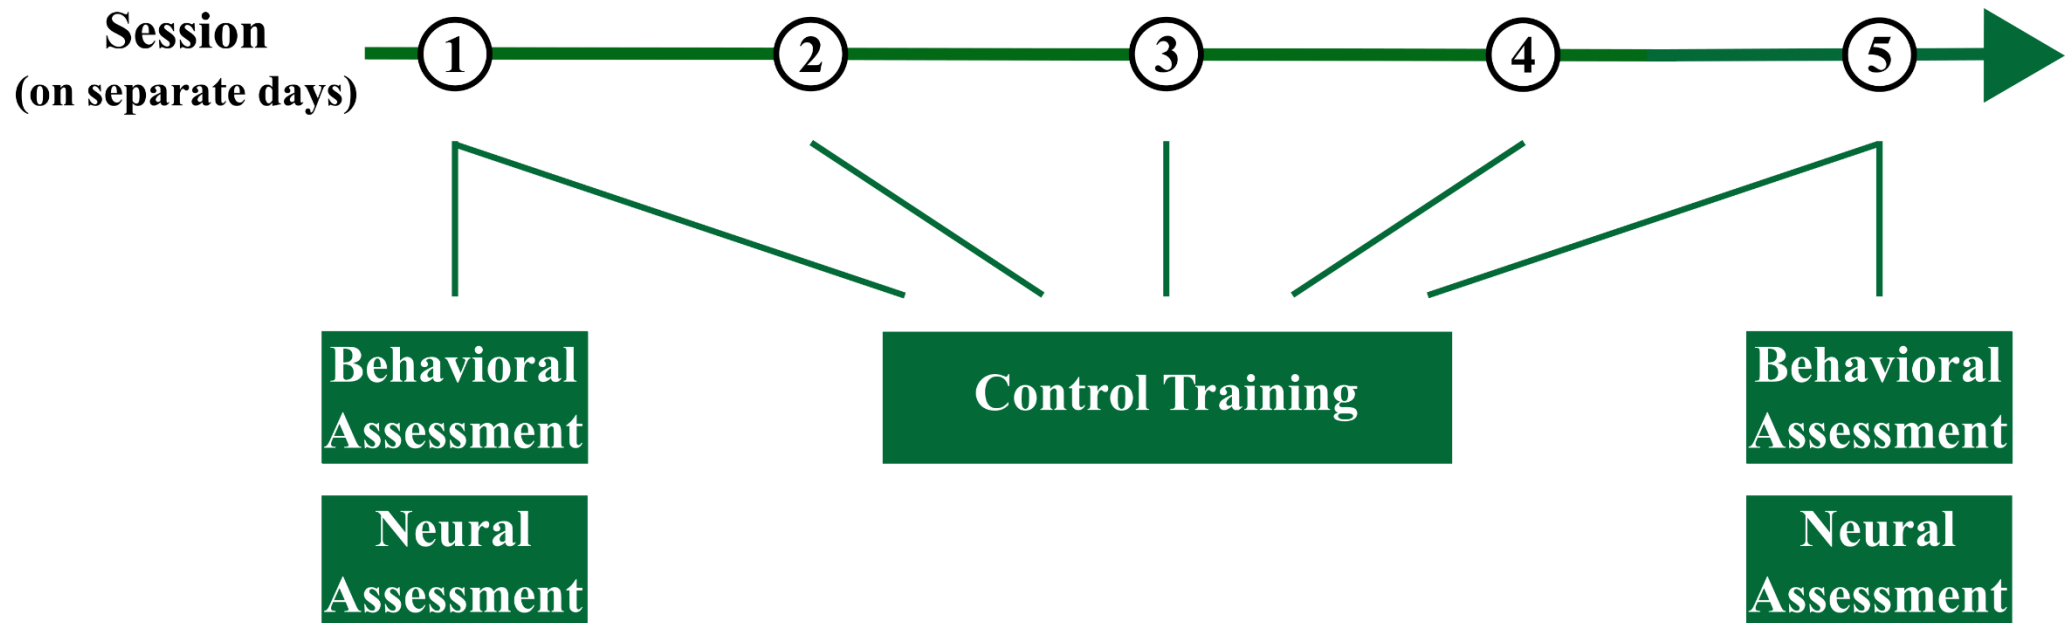 Session
(on separate days)
1
2
3
4
5
Behavioral
Assessment
Neural
Assessment
Control Training
Behavioral
Assessment
Neural
Assessment